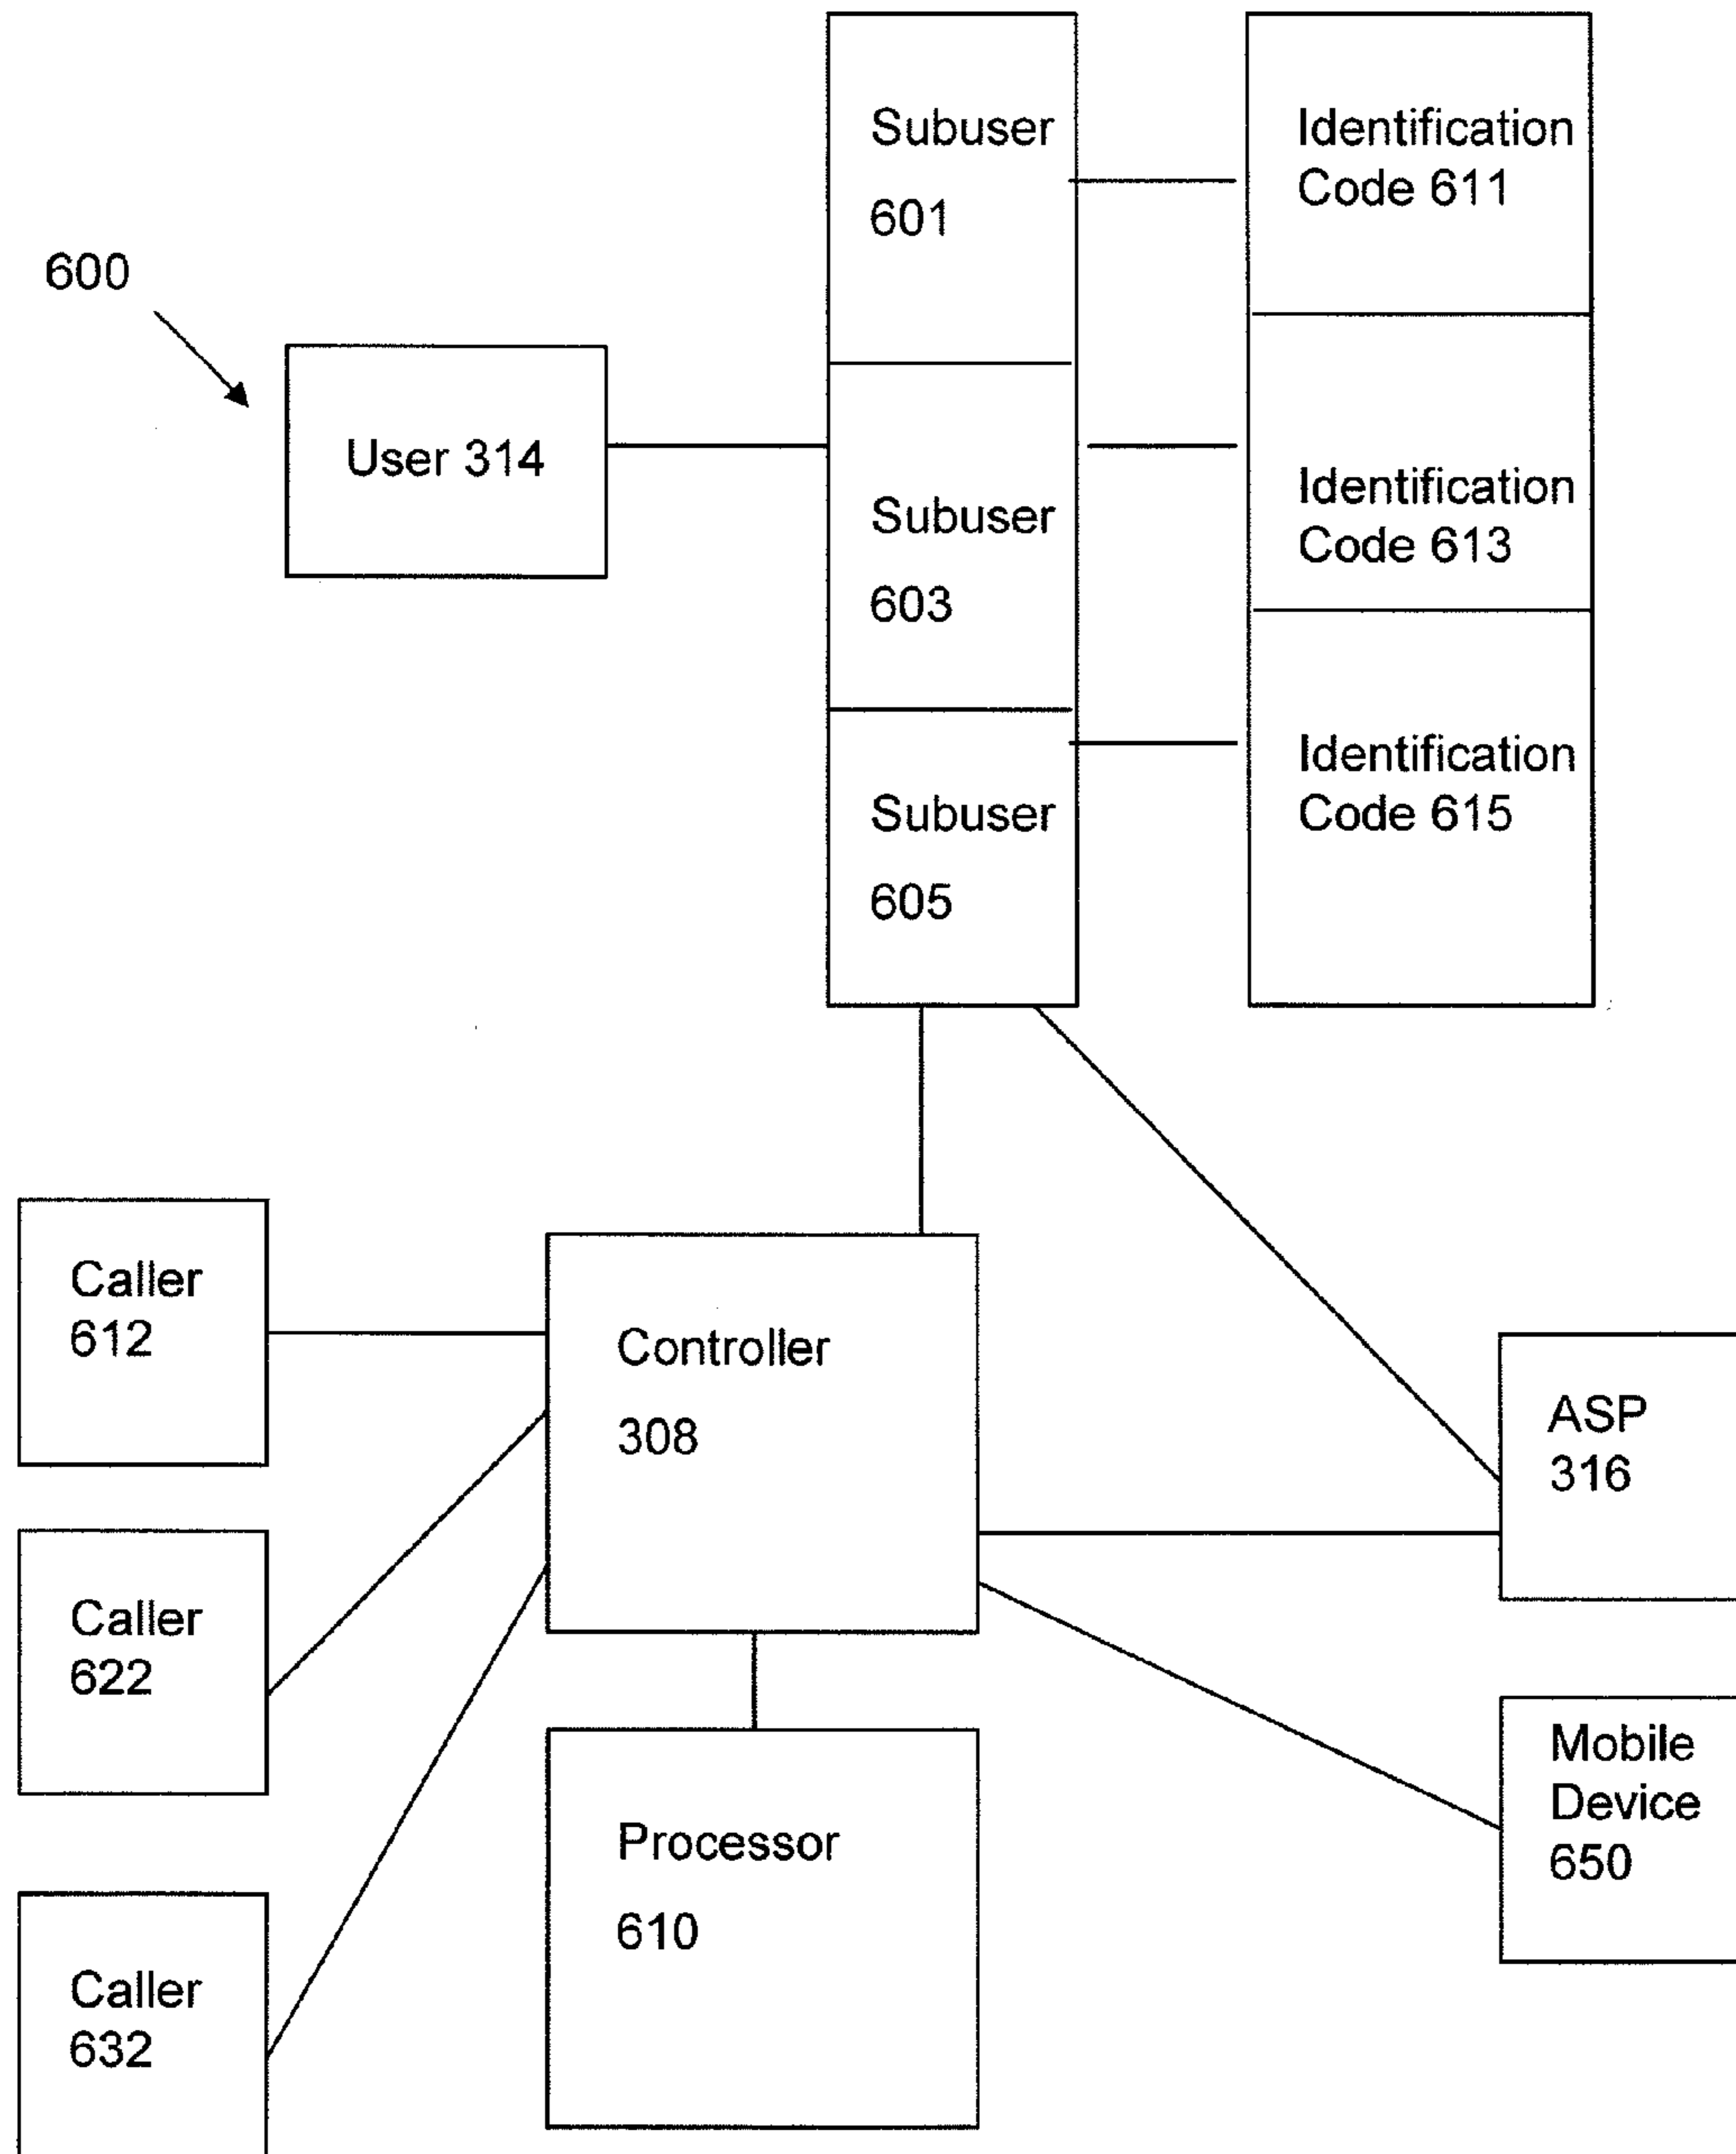 Subuser
601
Identification
Code 611
600
User 314
Subuser
603
Identification
Code 613
Subuser
605
Identification
Code 615
Caller
612
Controller
308
ASP
316
Caller
622
Mobile
Device
650
Processor
610
Caller
632